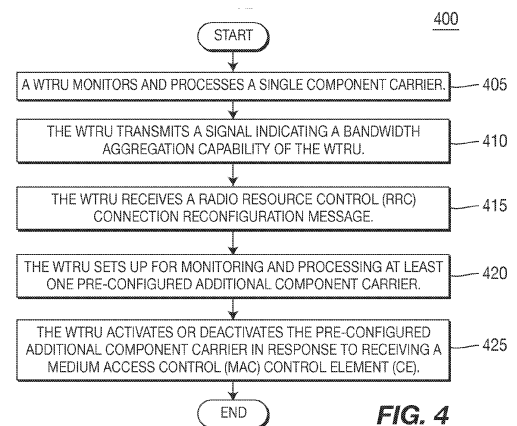 400
START
A WTRU MONITORS AND PROCESSES A SINGLE COMPONENT CARRIER.
405
THE WTRU TRANSMITS A SIGNAL INDICATING A BANDWIDTH
AGGREGATION CAPABILITY OF THE WTRU.
410
THE WTRU RECEIVES A RADIO RESOURCE CONTROL (RRC)
CONNECTION RECONFIGURATION MESSAGE.
415
THE WTRU SETS UP FOR MONITORING AND PROCESSING AT LEAST
ONE PRE-CONFIGURED ADDITIONAL COMPONENT CARRIER.
420
THE WTRU ACTIVATES OR DEACTIVATES THE PRE-CONFIGURED
ADDITIONAL COMPONENT CARRIER IN RESPONSE TO RECEIVING A
MEDIUM ACCESS CONTROL (MAC) CONTROL ELEMENT (CE).
425
END
FIG. 4